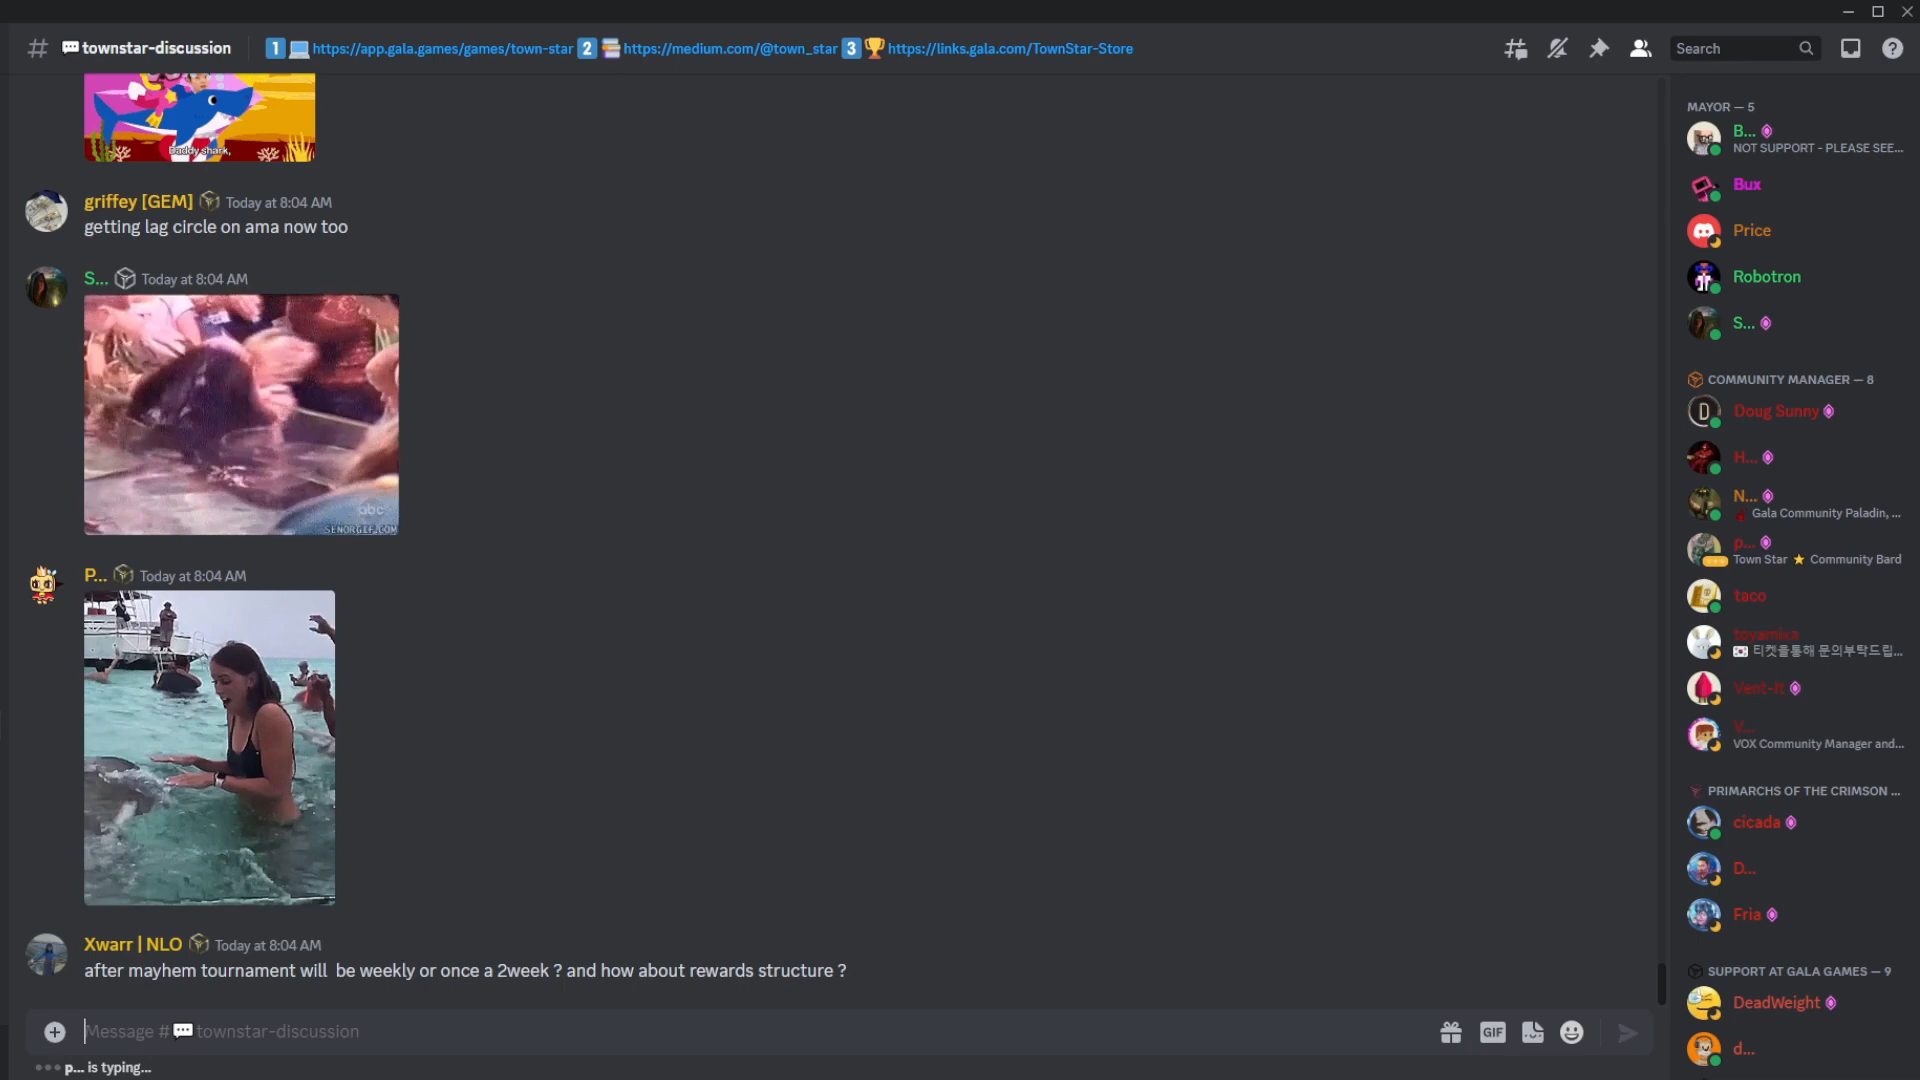 townstar-discussion
1 https://app.gala.games/games/town-star 2 https://medium.com/@town_star 3 https://links.gala.com/TownStar-Store
Search
Daddy shark,
griffey [GEM] Today at 8:04 AM
getting lag circle on ama now too
S... Today at 8:04 AM
abc
SENORGIF.COM
P... Today at 8:04 AM
Xwarr | NLO Today at 8:04 AM
after mayhem tournament will be weekly or once a 2week ? and how about rewards structure ?
Message # townstar-discussion
GIF
p... is typing...
MAYOR — 5
B...
NOT SUPPORT - PLEASE SEE...
Bux
Price
Robotron
S...
COMMUNITY MANAGER — 8
D
Doug Sunny
H...
N...
Gala Community Paladin, ...
p...
Town Star ⭐ Community Bard
taco
toyamika
🇰🇷 티켓을통해 문의부탁드립...
Vent-It
V...
VOX Community Manager and...
PRIMARCHS OF THE CRIMSON ...
cicada
D...
Fria
SUPPORT AT GALA GAMES — 9
DeadWeight
d...